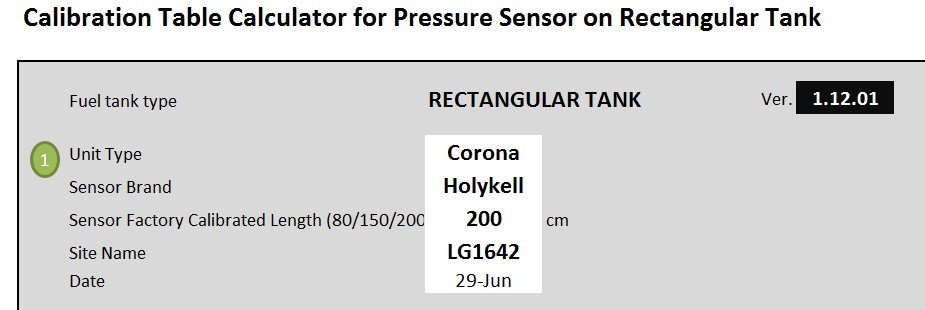 Calibration Table Calculator for Pressure Sensor on Rectangular Tank
Fuel tank type RECTANGULAR TANK Ver. 1.12.01
1 Unit Type Corona
Sensor Brand Holykell
Sensor Factory Calibrated Length (80/150/200 200 cm
Site Name LG1642
Date 29-Jun